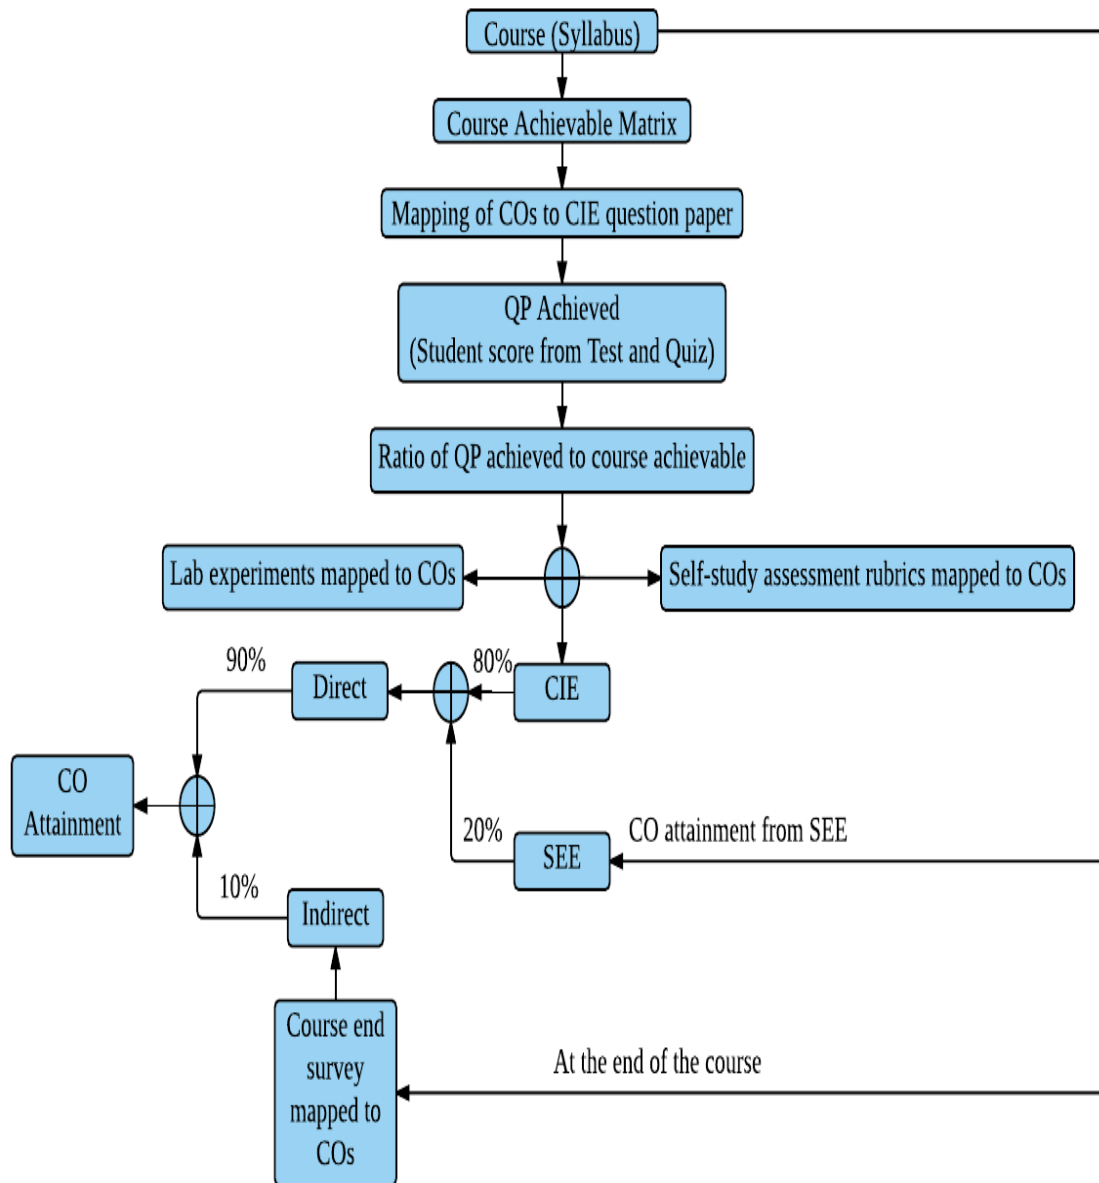 Course (Syllabus)
Course Achievable Matrix
Mapping of COs to CIE question paper
QP Achieved
(Student score from Test and Quiz)
Ratio of QP achieved to course achievable
Lab experiments mapped to COs
Self-study assessment rubrics mapped to COs
90%
Direct
80%
CIE
CO
Attainment
20%
SEE
CO attainment from SEE
10%
Indirect
Course end
survey
mapped to
COs
At the end of the course